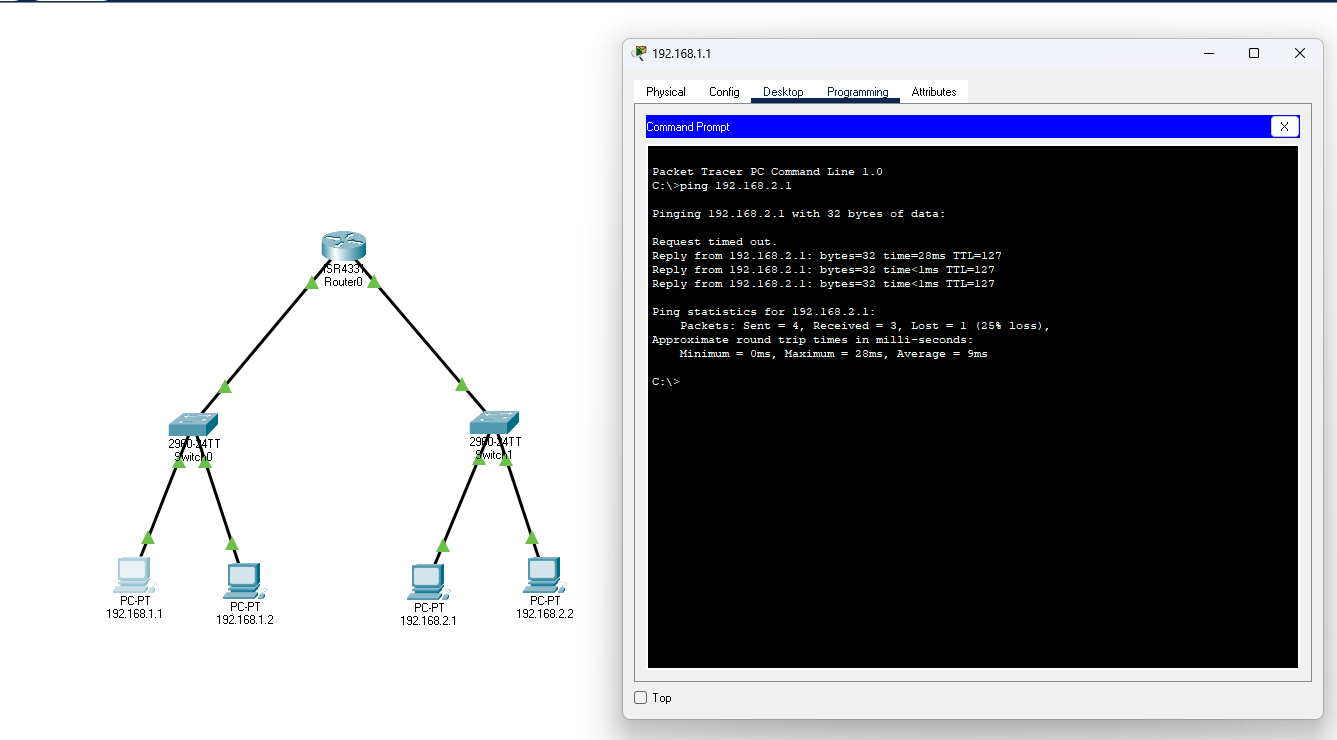 192.168.1.1
Physical Config Desktop Programming Attributes
Command Prompt
X
Packet Tracer PC Command Line 1.0
C:\>ping 192.168.2.1
Pinging 192.168.2.1 with 32 bytes of data:
Request timed out.
Reply from 192.168.2.1: bytes=32 time=28ms TTL=127
Reply from 192.168.2.1: bytes=32 time<1ms TTL=127
Reply from 192.168.2.1: bytes=32 time<1ms TTL=127
Ping statistics for 192.168.2.1:
Packets: Sent = 4, Received = 3, Lost = 1 (25% loss),
Approximate round trip times in milli-seconds:
Minimum = 0ms, Maximum = 28ms, Average = 9ms
C:\>
Top
ISR4331
Router0
2960-24TT
Switch0
2960-24TT
Switch1
PC-PT
192.168.1.1
PC-PT
192.168.1.2
PC-PT
192.168.2.1
PC-PT
192.168.2.2